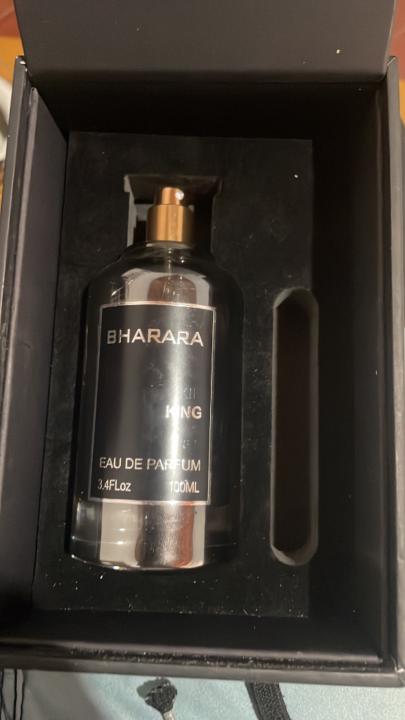 BHARARA
KING
EAU DE PARFUM
3.4FLoz 100ML